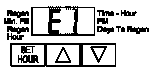 Regen
Min. Fill
Regen
Hour
E1
Time - Hour
PM
Days To Regen
SET
HOUR